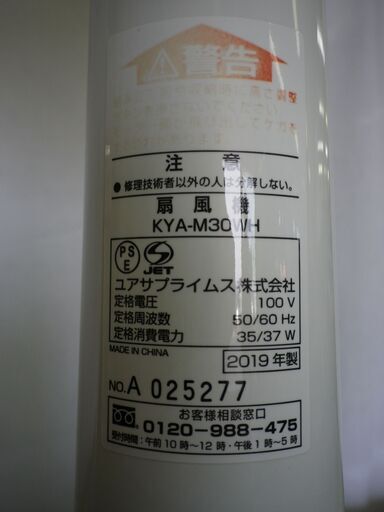 警告
注 意
● 修理技術者以外の人は分解しない。
扇 風 機
KYA-M30WH
PS
E
S
JET
ユアサプライムス株式会社
定格電圧 100 V
定格周波数 50/60 Hz
定格消費電力 35/37 W
MADE IN CHINA
2019 年製
NO. A 025277
お客様相談窓口
0120-988-475
受付時間：午前 10 時〜12 時・午後 1 〜 5 時